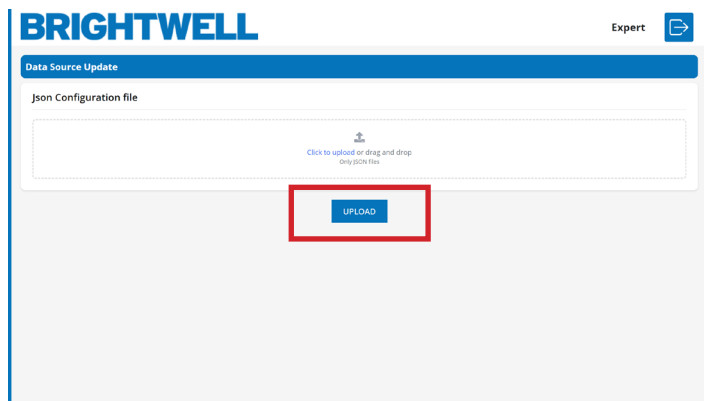 BRIGHTWELL
Expert
Data Source Update
Json Configuration file
Click to upload or drag and drop
Only JSON files
UPLOAD